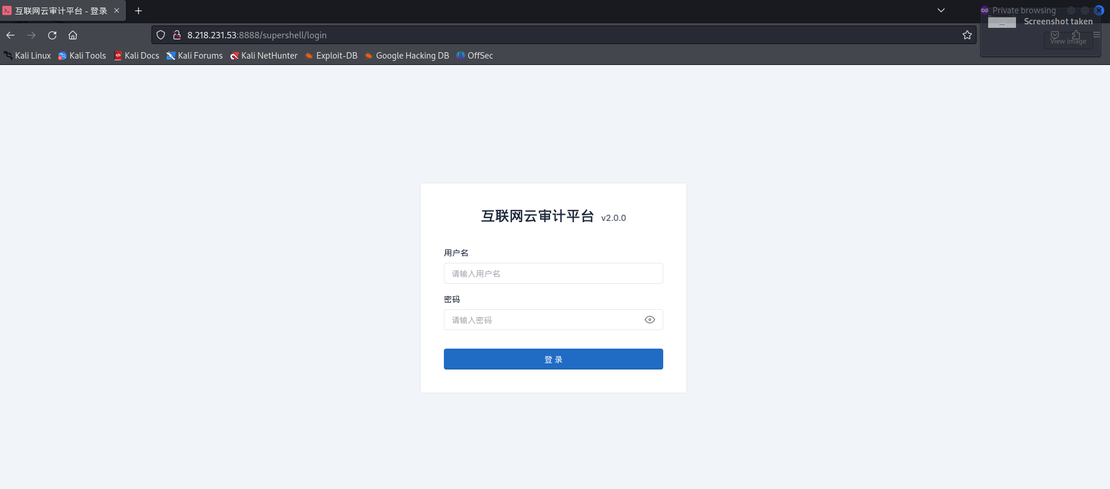 互联网云审计平台 - 登录
Private browsing
Screenshot taken
View image
8.218.231.53:8888/supershell/login
Kali Linux Kali Tools Kali Docs Kali Forums Kali NetHunter Exploit-DB Google Hacking DB OffSec
互联网云审计平台 v2.0.0
用户名
请输入用户名
密码
请输入密码
登 录